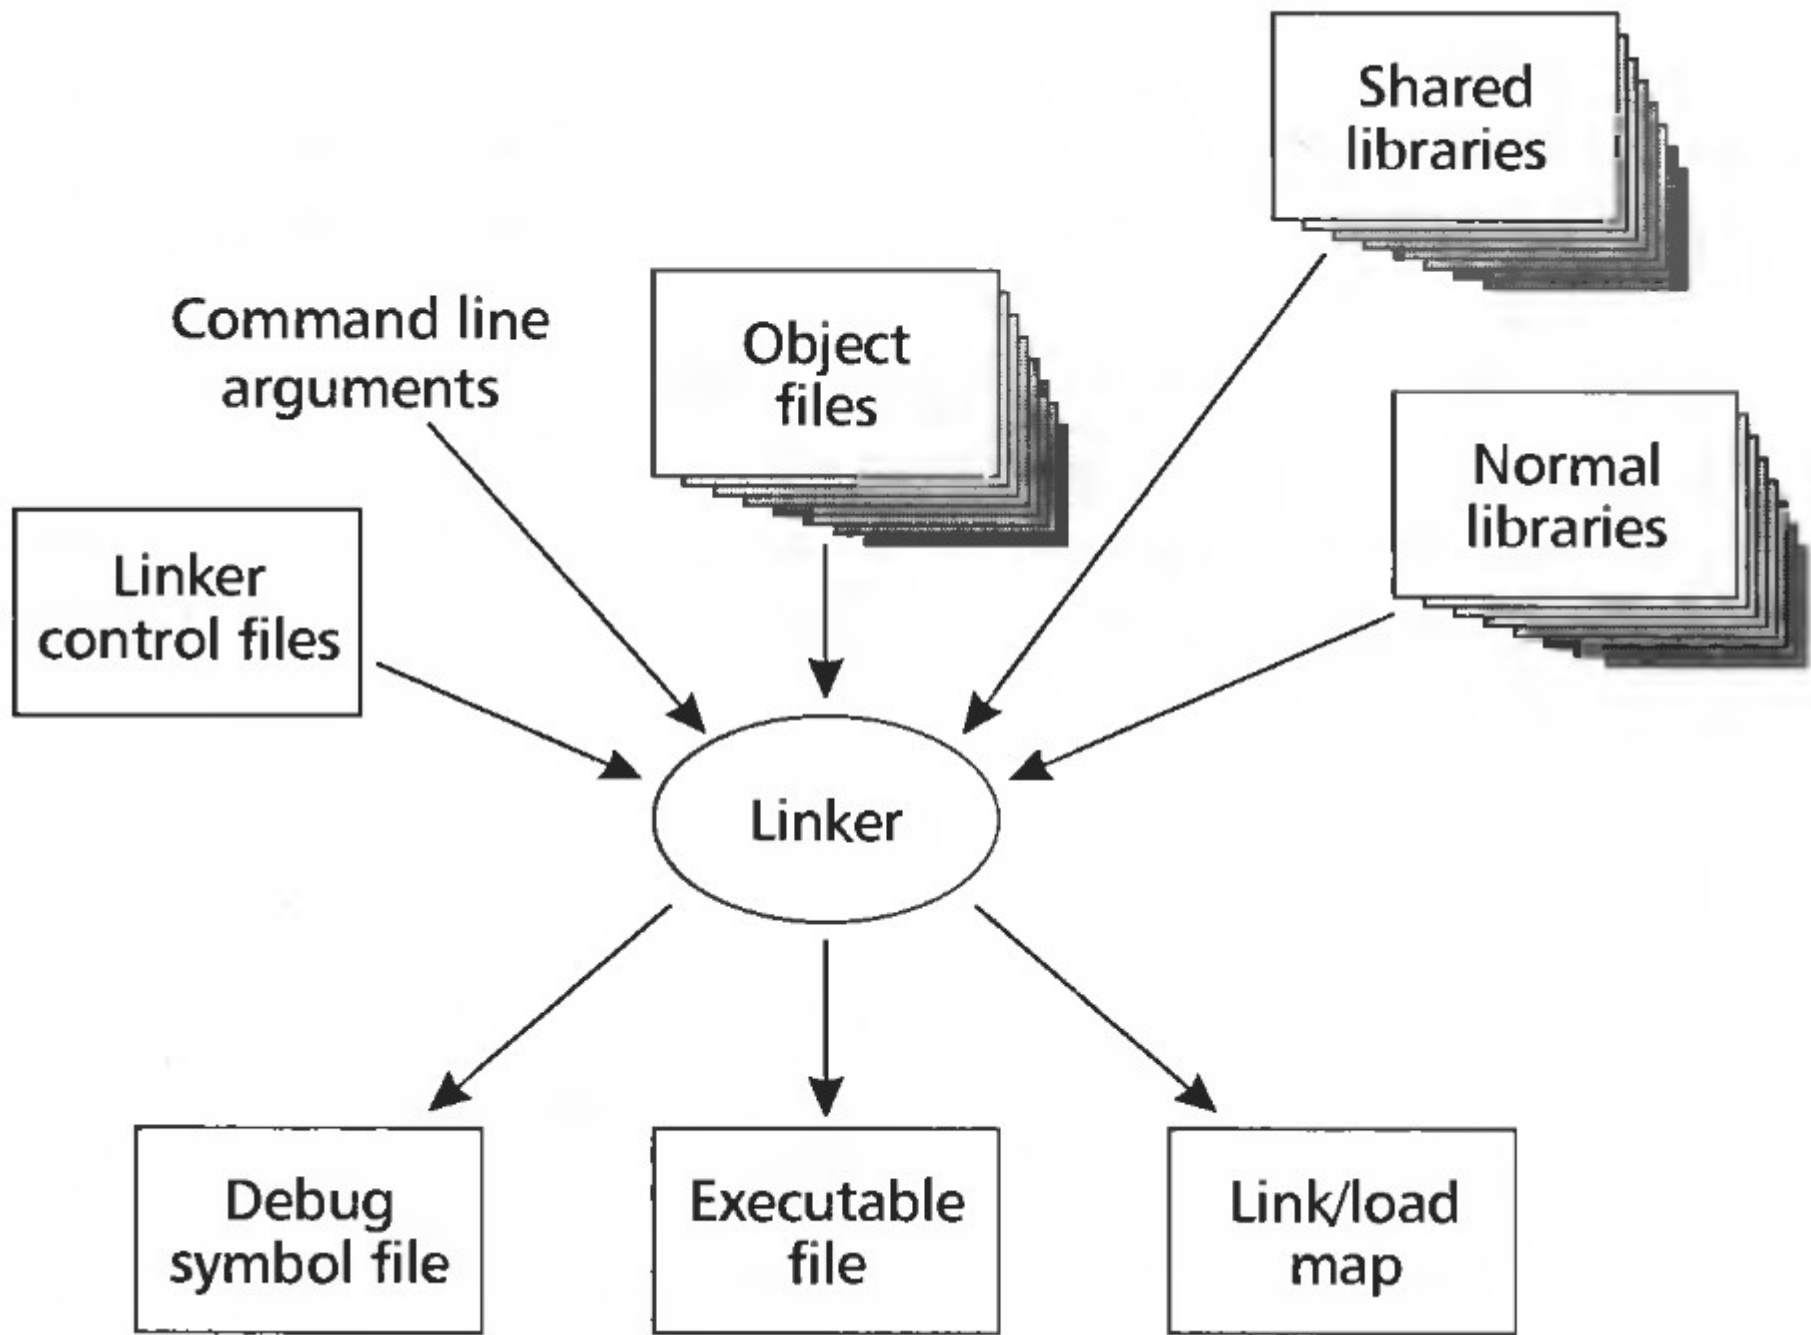 Shared
libraries
Command line
arguments
Object
files
Normal
libraries
Linker
control files
Linker
Debug
symbol file
Executable
file
Link/load
map